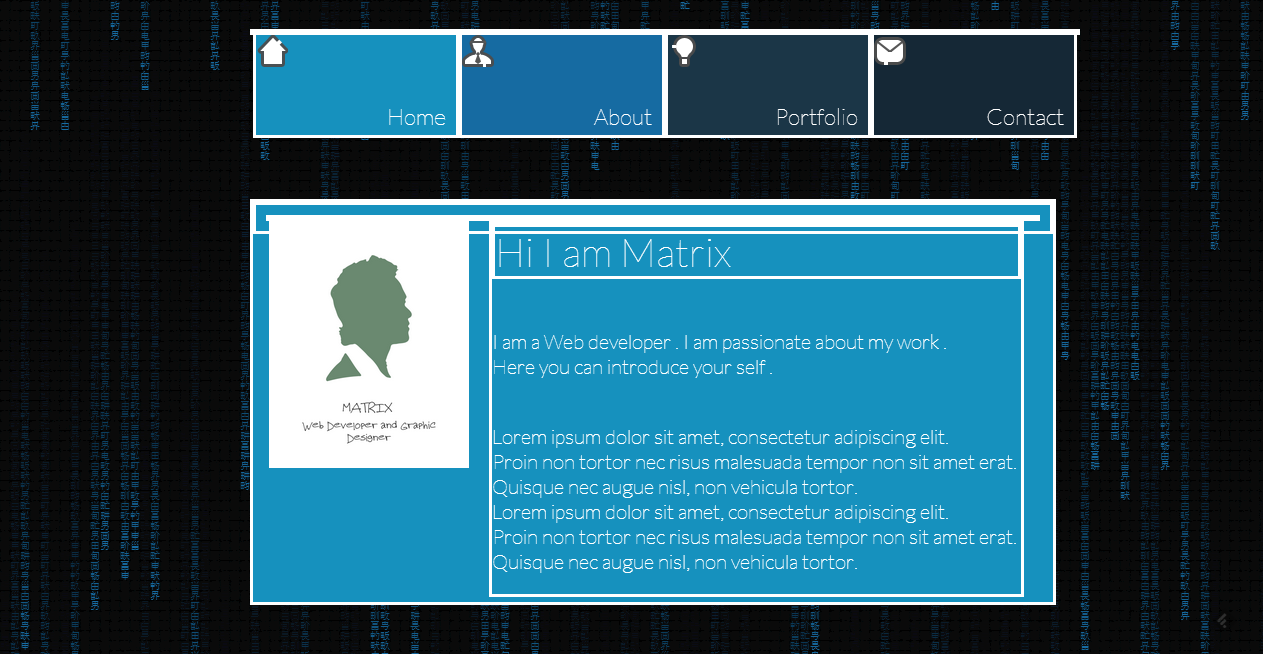 Home
About
Portfolio
Contact
Hi I am Matrix
MATRIX
Web Developer and Graphic
Designer
I am a Web developer . I am passionate about my work .
Here you can introduce your self .
Lorem ipsum dolor sit amet, consectetur adipiscing elit.
Proin non tortor nec risus malesuada tempor non sit amet erat.
Quisque nec augue nisl, non vehicula tortor.
Lorem ipsum dolor sit amet, consectetur adipiscing elit.
Proin non tortor nec risus malesuada tempor non sit amet erat.
Quisque nec augue nisl, non vehicula tortor.